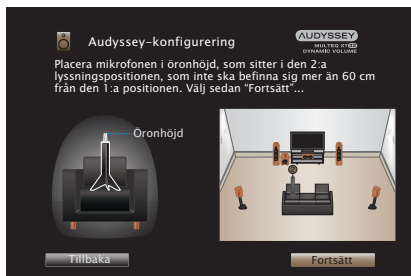 Audyssey-konfigurering
AUDYSSEY
MULTEQ XT32
DYNAMIC VOLUME
Placera mikrofonen i öronhöjd, som sitter i den 2:a
lyssningspositionen, som inte ska befinna sig mer än 60 cm
från den 1:a positionen. Välj sedan "Fortsätt"...
Öronhöjd
Tillbaka
Fortsätt